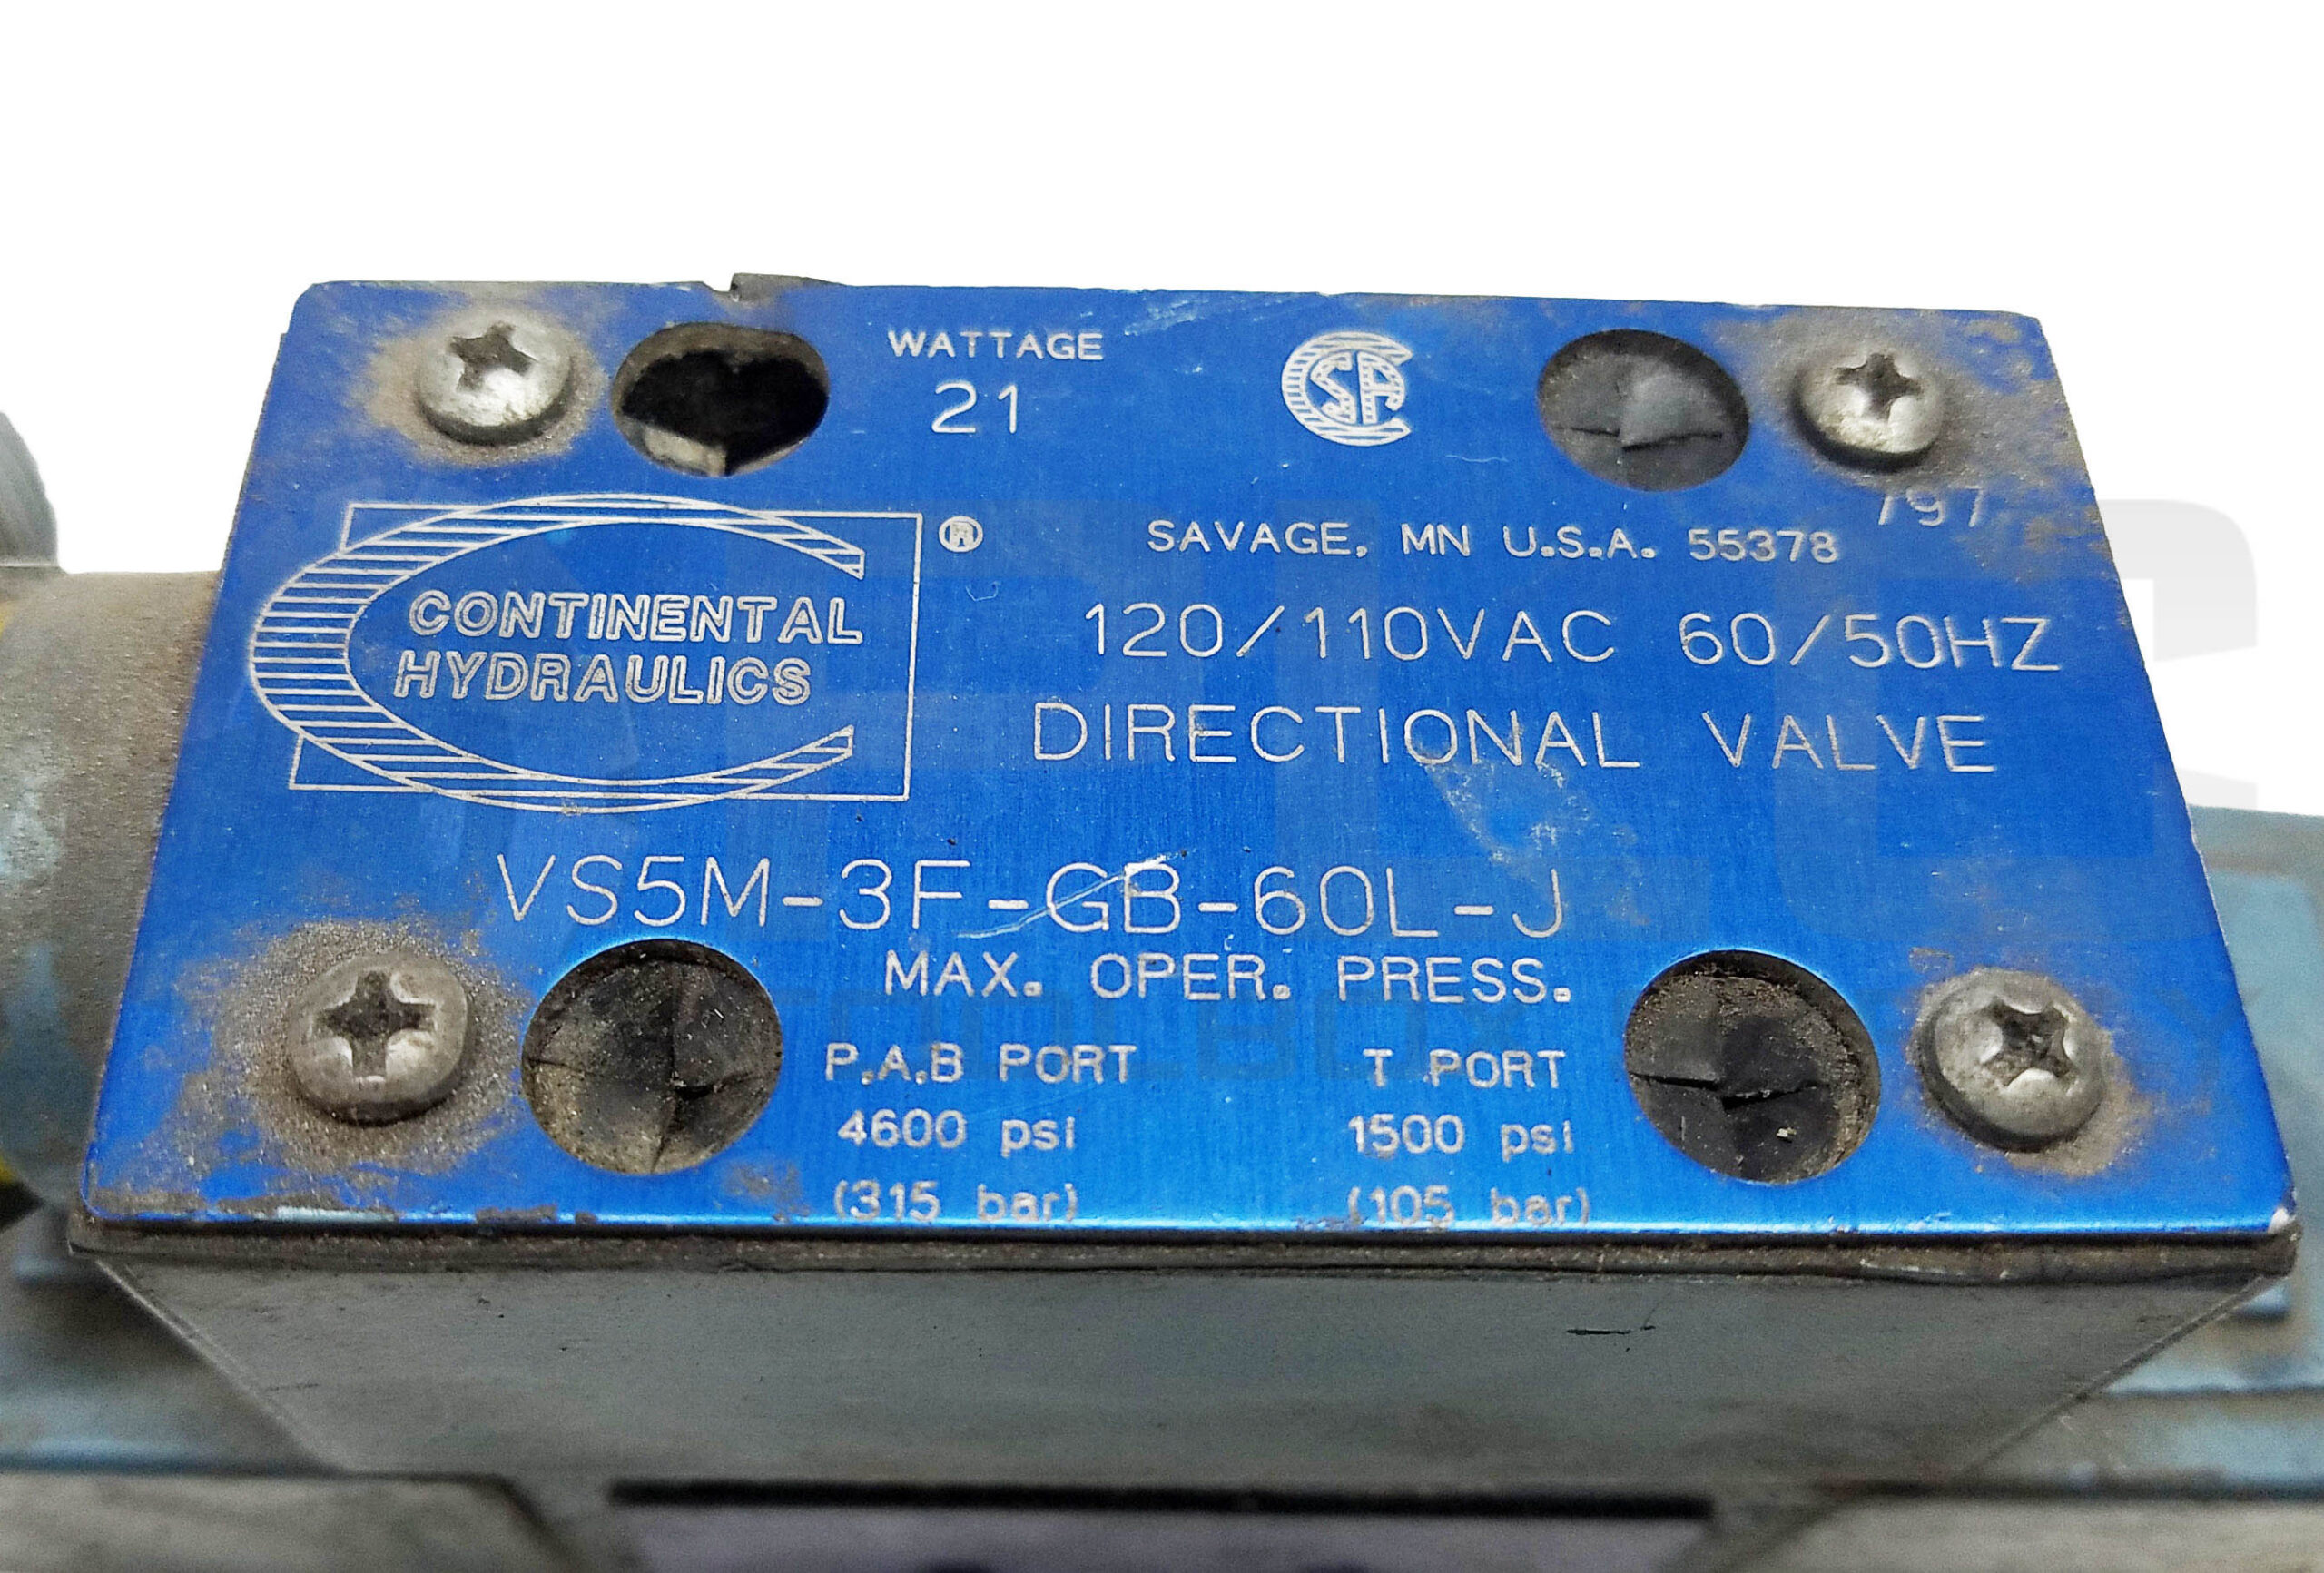 WATTAGE
21
CSA
797
SAVAGE, MN U.S.A. 55378
CONTINENTAL
HYDRAULICS
®
120/110VAC 60/50HZ
DIRECTIONAL VALVE
VS5M-3F-GB-60L-J
MAX. OPER. PRESS.
P.A.B PORT T PORT
4600 psi 1500 psi
(315 bar) (105 bar)